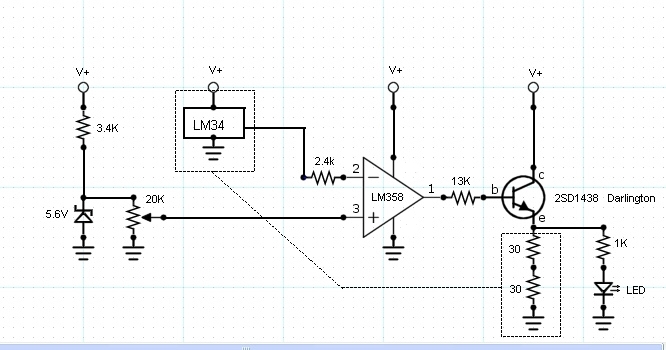 V+
V+
V+
V+
3.4K
LM34
2.4k
2
c
20K
LM358
1
13K
b
2SD1438 Darlington
5.6V
3
e
30
1K
30
LED